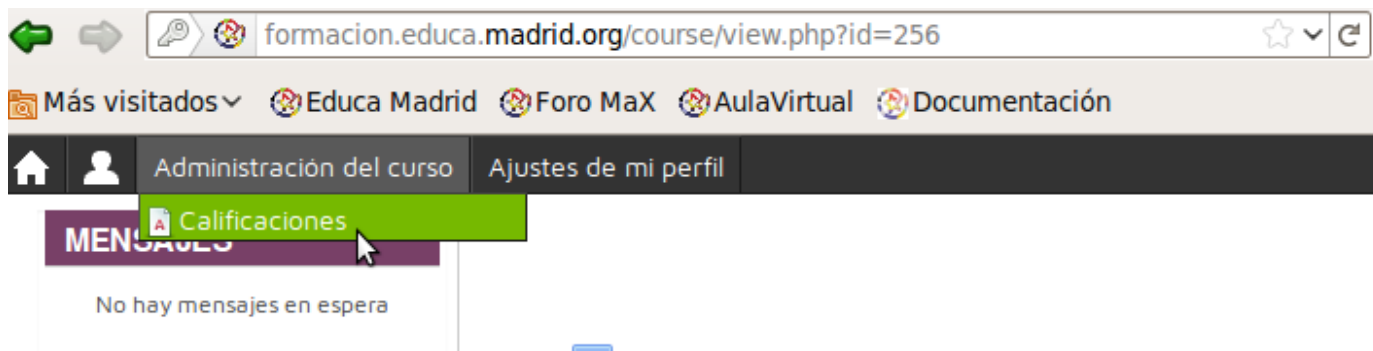 formacion.educa.madrid.org/course/view.php?id=256
Más visitados Educa Madrid Foro MaX AulaVirtual Documentación
Administración del curso Ajustes de mi perfil
A Calificaciones
MENSAJES
No hay mensajes en espera